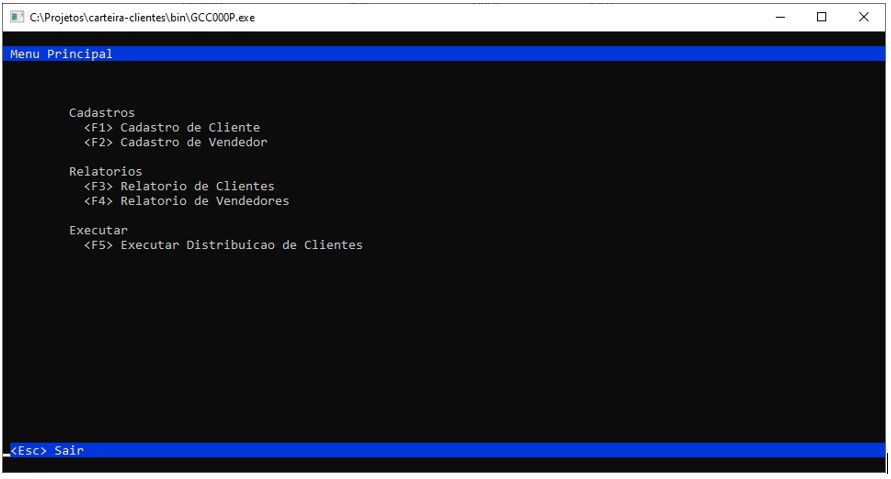 C:\Projetos\carteira-clientes\bin\GCC000P.exe
Menu Principal
Cadastros
<F1> Cadastro de Cliente
<F2> Cadastro de Vendedor
Relatorios
<F3> Relatorio de Clientes
<F4> Relatorio de Vendedores
Executar
<F5> Executar Distribuicao de Clientes
<Esc> Sair